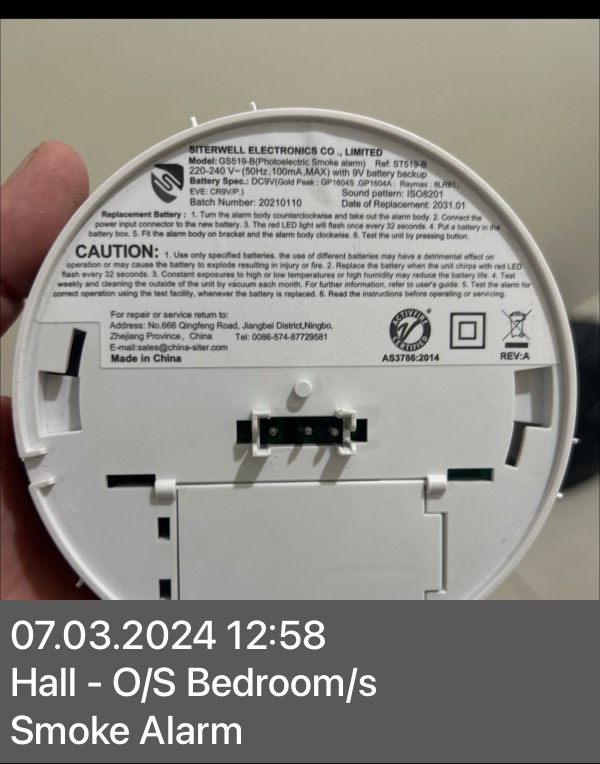 SITERWELL ELECTRONICS CO ., LIMITED
Model: GS519-B(Photoelectric Smoke alarm) Ref: ST519-B
220-240 V~(50Hz,100mA,MAX) with 9V battery backup
Battery Spec.: DC9V(Gold Peak : GP1604S ,GP1604A ; Raymax : 6LR61;
EVE: CR9V/P.) Sound pattern: ISO8201
Batch Number: 20210110 Date of Replacement: 2031.01
Replacement Battery : 1. Turn the alarm body counterclockwise and take out the alarm body. 2. Connect the
power input connector to the new battery. 3. The red LED light will flash once every 32 seconds. 4. Put a battery in the
battery box. 5. Fit the alarm body on bracket and the alarm body clockwise. 6. Test the unit by pressing button.
CAUTION: 1. Use only specified batteries. the use of different batteries may have a detrimental effect on
operation or may cause the battery to explode resulting in injury or fire. 2. Replace the battery when the unit chirps with red LED
flash every 32 seconds. 3. Constant exposures to high or low temperatures or high humidity may reduce the battery life. 4. Test
weekly and cleaning the outside of the unit by vacuum each month. For further information, refer to user's guide. 5. Test the alarm for
correct operation using the test facility, whenever the battery is replaced. 6. Read the instructions before operating or servicing.
For repair or service return to:
Address: No.666 Qingfeng Road, Jiangbei District,Ningbo,
Zhejiang Province, China Tel: 0086-574-87729581
E-mail:sales@china-siter.com
Made in China
ACTIVFIRE
CERTIFIED
AS3786:2014
REV:A
07.03.2024 12:58
Hall - O/S Bedroom/s
Smoke Alarm